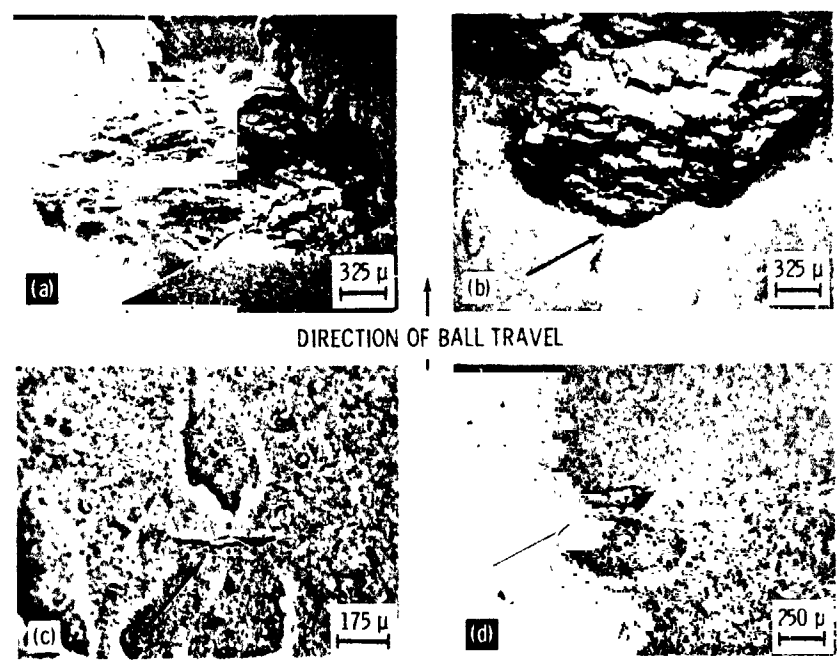 325 μ
(a)
325 μ
(b)
DIRECTION OF BALL TRAVEL
175 μ
(c)
250 μ
(d)